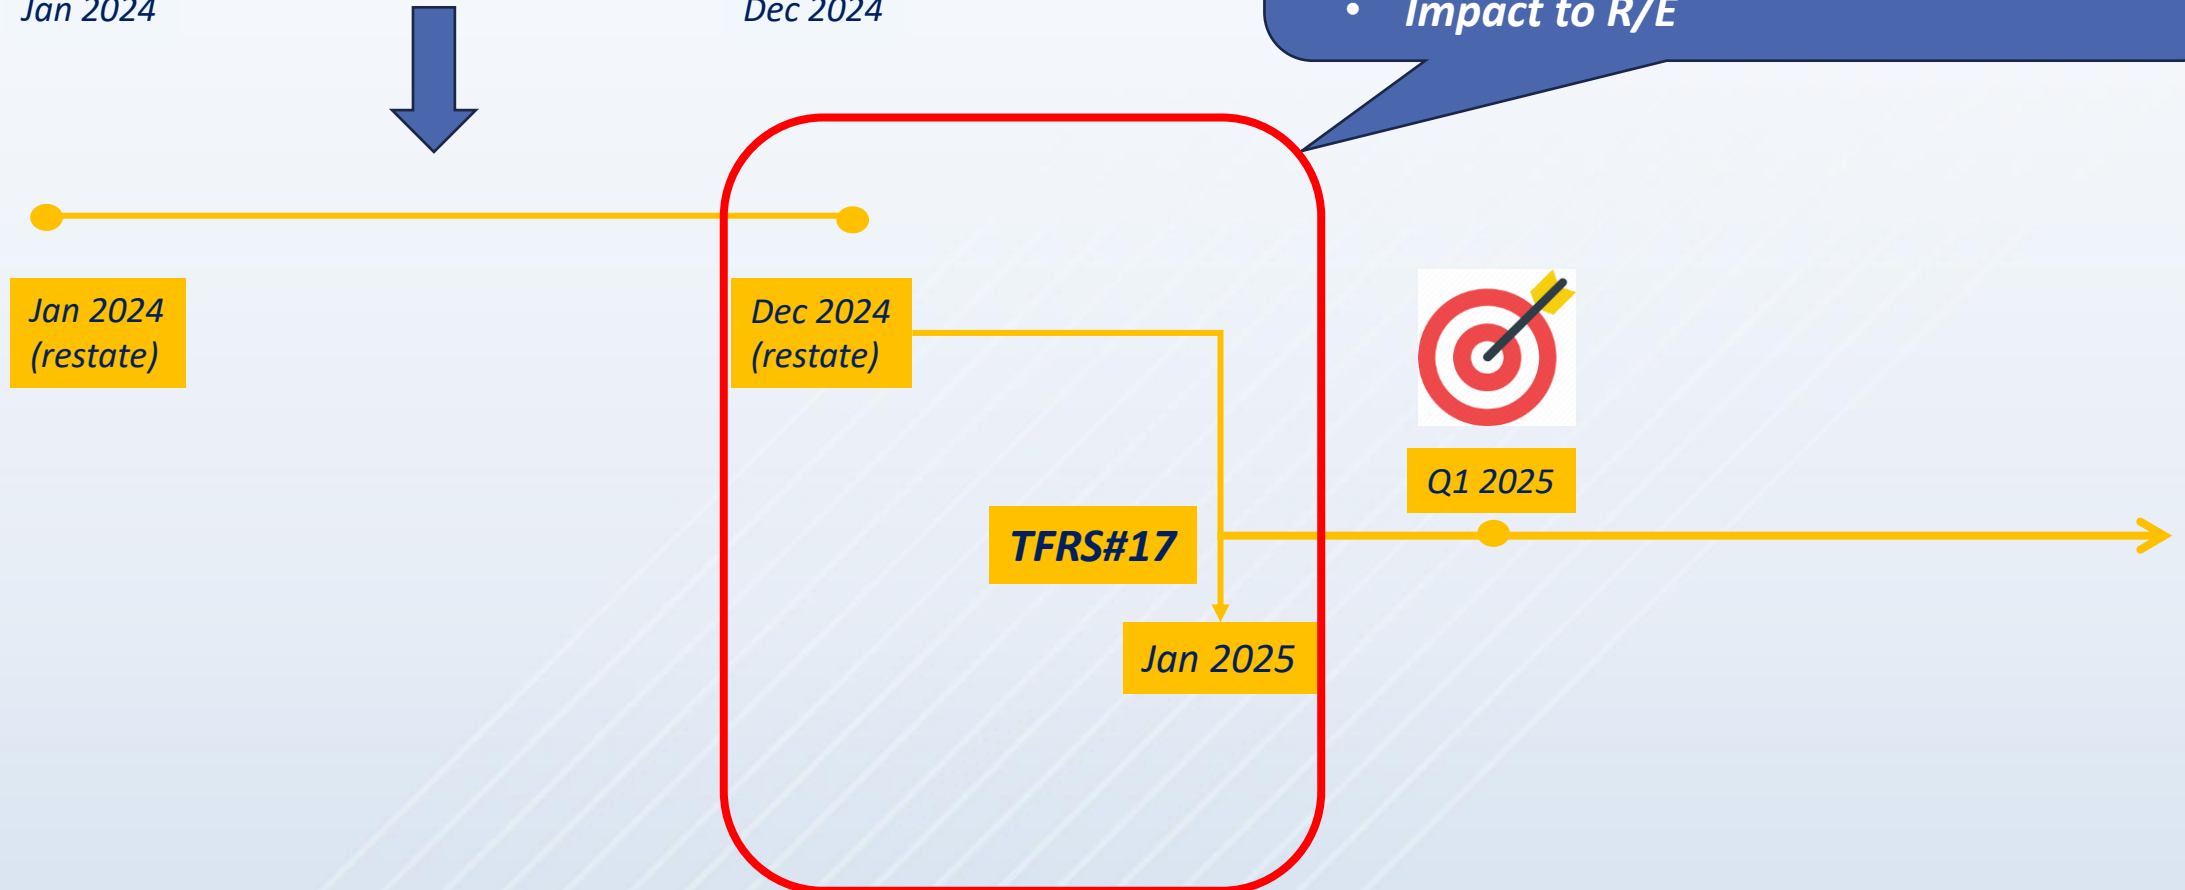 Jan 2024
Dec 2024
• Impact to R/E
Jan 2024
(restate)
Dec 2024
(restate)
Q1 2025
TFRS#17
Jan 2025